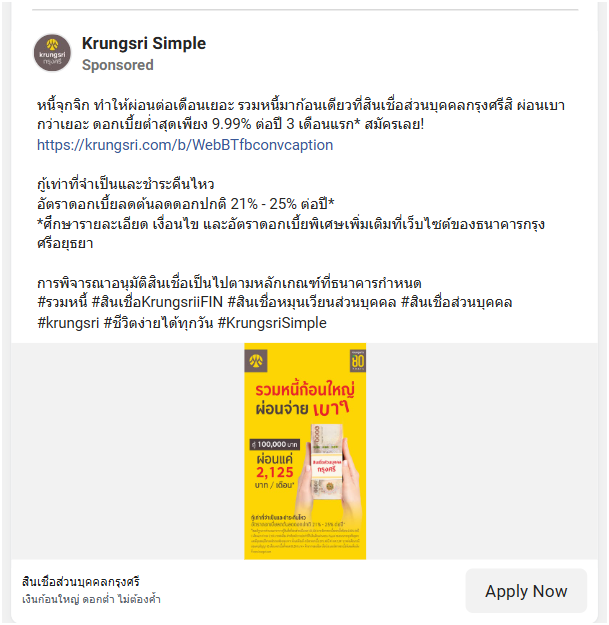 Krungsri Simple
Sponsored
หนี้จุกจิก ทำให้ผ่อนต่อเดือนเยอะ รวมหนี้มาก้อนเดียวที่สินเชื่อส่วนบุคคลกรุงศรีสิ ผ่อนเบา
กว่าเยอะ ดอกเบี้ยต่ำสุดเพียง 9.99% ต่อปี 3 เดือนแรก* สมัครเลย!
https://krungsri.com/b/WebBTfbconvcaption
กู้เท่าที่จำเป็นและชำระคืนไหว
อัตราดอกเบี้ยลดต้นลดดอกปกติ 21% - 25% ต่อปี*
*ศึกษารายละเอียด เงื่อนไข และอัตราดอกเบี้ยพิเศษเพิ่มเติมที่เว็บไซต์ของธนาคารกรุง
ศรีอยุธยา
การพิจารณาอนุมัติสินเชื่อเป็นไปตามหลักเกณฑ์ที่ธนาคารกำหนด
#รวมหนี้ #สินเชื่อKrungsriiFIN #สินเชื่อหมุนเวียนส่วนบุคคล #สินเชื่อส่วนบุคคล
#krungsri #ชีวิตง่ายได้ทุกวัน #KrungsriSimple
รวมหนี้ก้อนใหญ่
ผ่อนจ่าย เบาๆ
กู้ 100,000 บาท
ผ่อนแค่
2,125
บาท / เดือน*
สินเชื่อส่วนบุคคล
กรุงศรี
กู้เท่าที่จำเป็นและชำระคืนไหว
สินเชื่อส่วนบุคคลกรุงศรี
เงินก้อนใหญ่ ดอกต่ำ ไม่ต้องค้ำ
Apply Now